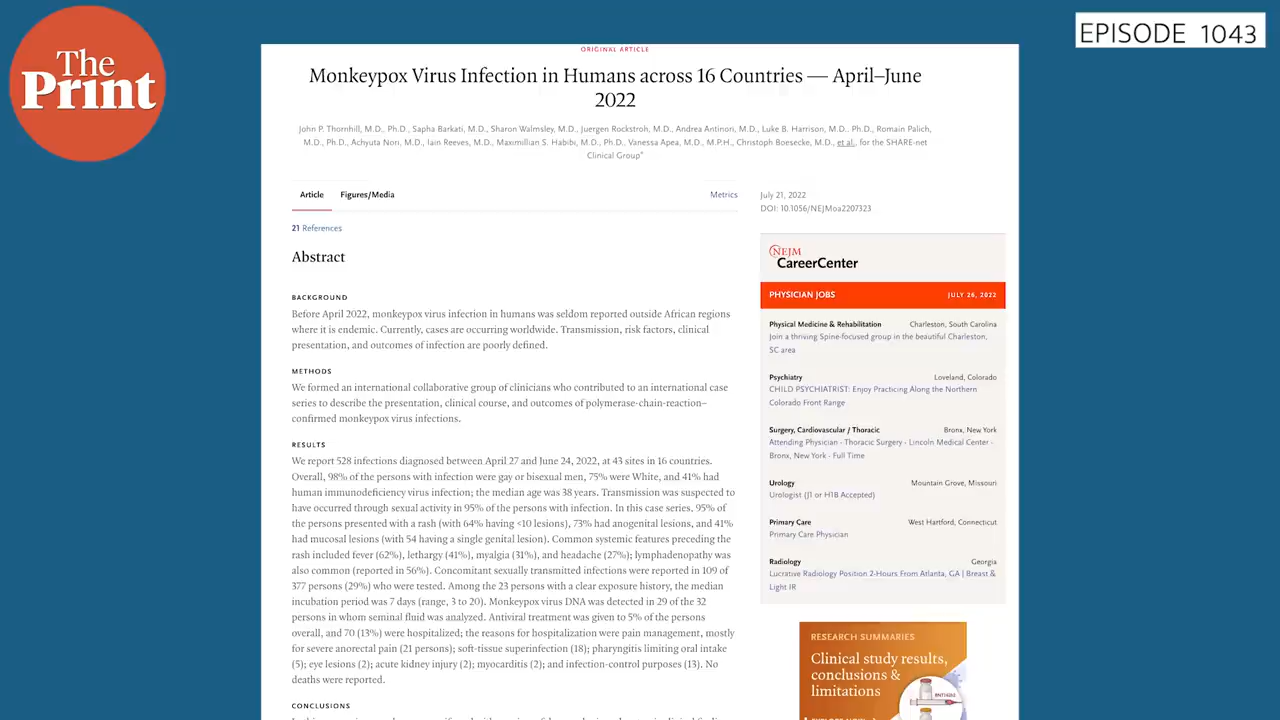 The
Print
EPISODE 1043
ORIGINAL ARTICLE
Monkeypox Virus Infection in Humans across 16 Countries — April–June
2022
John P. Thornhill, M.D., Ph.D., Sapha Barkati, M.D., Sharon Walmsley, M.D., Juergen Rockstroh, M.D., Andrea Antinori, M.D., Luke B. Harrison, M.D., Ph.D., Romain Palich,
M.D., Ph.D., Achyuta Nori, M.D., Iain Reeves, M.D., Maximillian S. Habibi, M.D., Ph.D., Vanessa Apea, M.D., M.P.H., Christoph Boesecke, M.D., et al., for the SHARE-net
Clinical Group*
Article Figures/Media Metrics
21 References
Abstract
BACKGROUND
Before April 2022, monkeypox virus infection in humans was seldom reported outside African regions
where it is endemic. Currently, cases are occurring worldwide. Transmission, risk factors, clinical
presentation, and outcomes of infection are poorly defined.
METHODS
We formed an international collaborative group of clinicians who contributed to an international case
series to describe the presentation, clinical course, and outcomes of polymerase-chain-reaction–
confirmed monkeypox virus infections.
RESULTS
We report 528 infections diagnosed between April 27 and June 24, 2022, at 43 sites in 16 countries.
Overall, 98% of the persons with infection were gay or bisexual men, 75% were White, and 41% had
human immunodeficiency virus infection; the median age was 38 years. Transmission was suspected to
have occurred through sexual activity in 95% of the persons with infection. In this case series, 95% of
the persons presented with a rash (with 64% having <10 lesions), 73% had anogenital lesions, and 41%
had mucosal lesions (with 54 having a single genital lesion). Common systemic features preceding the
rash included fever (62%), lethargy (41%), myalgia (31%), and headache (27%); lymphadenopathy was
also common (reported in 56%). Concomitant sexually transmitted infections were reported in 109 of
377 persons (29%) who were tested. Among the 23 persons with a clear exposure history, the median
incubation period was 7 days (range, 3 to 20). Monkeypox virus DNA was detected in 29 of the 32
persons in whom seminal fluid was analyzed. Antiviral treatment was given to 5% of the persons
overall, and 70 (13%) were hospitalized; the reasons for hospitalization were pain management, mostly
for severe anorectal pain (21 persons); soft-tissue superinfection (18); pharyngitis limiting oral intake
(5); eye lesions (2); acute kidney injury (2); myocarditis (2); and infection-control purposes (13). No
deaths were reported.
CONCLUSIONS
July 21, 2022
DOI: 10.1056/NEJMoa2207323
NEJM
CareerCenter
PHYSICIAN JOBS JULY 26, 2022
Physical Medicine & Rehabilitation Charleston, South Carolina
Join a thriving Spine-focused group in the beautiful Charleston,
SC area
Psychiatry Loveland, Colorado
CHILD PSYCHIATRIST: Enjoy Practicing Along the Northern
Colorado Front Range
Surgery, Cardiovascular / Thoracic Bronx, New York
Attending Physician - Thoracic Surgery - Lincoln Medical Center -
Bronx, New York - Full Time
Urology Mountain Grove, Missouri
Urologist (J1 or H1B Accepted)
Primary Care West Hartford, Connecticut
Primary Care Physician
Radiology Georgia
Lucrative Radiology Position 2-Hours From Atlanta, GA | Breast &
Light IR
RESEARCH SUMMARIES
Clinical study results,
conclusions &
limitations